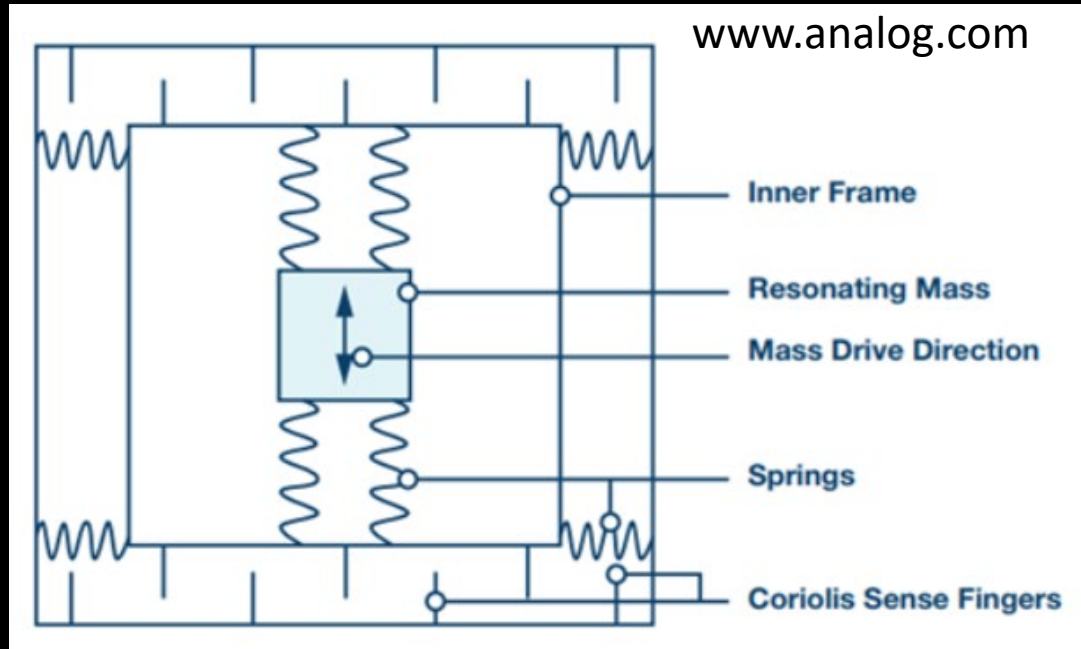 www.analog.com
Inner Frame
Resonating Mass
Mass Drive Direction
Springs
Coriolis Sense Fingers